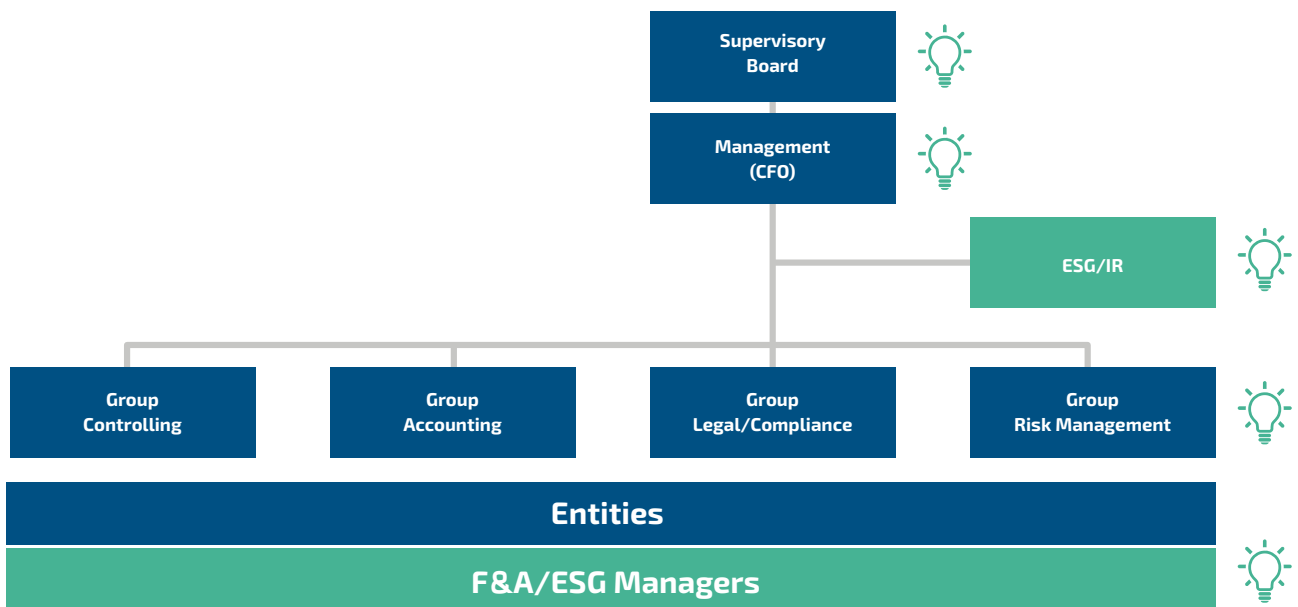 Supervisory
Board
Management
(CFO)
ESG/IR
Group
Controlling
Group
Accounting
Group
Legal/Compliance
Group
Risk Management
Entities
F&A/ESG Managers